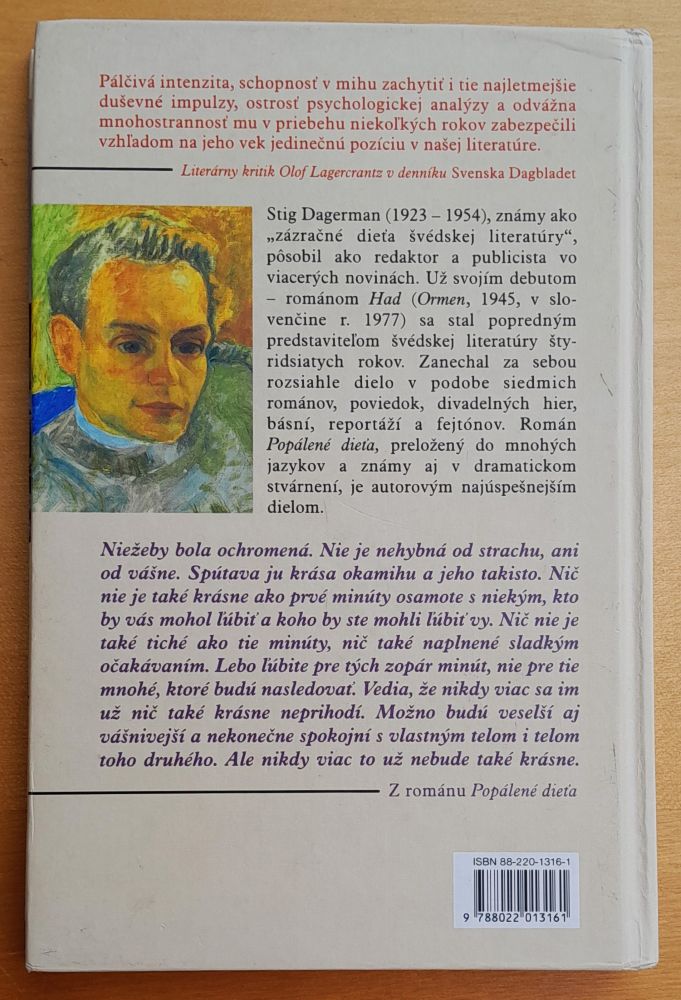 Pálčivá intenzita, schopnosť v mihu zachytiť i tie najletmejšie
duševné impulzy, ostrosť psychologickej analýzy a odvážna
mnohostrannosť mu v priebehu niekoľkých rokov zabezpečili
vzhľadom na jeho vek jedinečnú pozíciu v našej literatúre.
Literárny kritik Olof Lagercrantz v denníku Svenska Dagbladet
Stig Dagerman (1923 – 1954), známy ako
„zázračné dieťa švédskej literatúry“,
pôsobil ako redaktor a publicista vo
viacerých novinách. Už svojím debutom
– románom Had (Ormen, 1945, v slo-
venčine r. 1977) sa stal popredným
predstaviteľom švédskej literatúry šty-
ridsiatych rokov. Zanechal za sebou
rozsiahle dielo v podobe siedmich
románov, poviedok, divadelných hier,
básní, reportáží a fejtónov. Román
Popálené dieťa, preložený do mnohých
jazykov a známy aj v dramatickom
stvárnení, je autorovým najúspešnejším
dielom.
Niežeby bola ochromená. Nie je nehybná od strachu, ani
od vášne. Spútava ju krása okamihu a jeho takisto. Nič
nie je také krásne ako prvé minúty osamote s niekým, kto
by vás mohol ľúbiť a koho by ste mohli ľúbiť vy. Nič nie je
také tiché ako tie minúty, nič také naplnené sladkým
očakávaním. Lebo ľúbite pre tých zopár minút, nie pre tie
mnohé, ktoré budú nasledovať. Vedia, že nikdy viac sa im
už nič také krásne neprihodí. Možno budú veselší aj
vášnivejší a nekonečne spokojní s vlastným telom i telom
toho druhého. Ale nikdy viac to už nebude také krásne.
Z románu Popálené dieťa
ISBN 88-220-1316-1
9 788022 013161